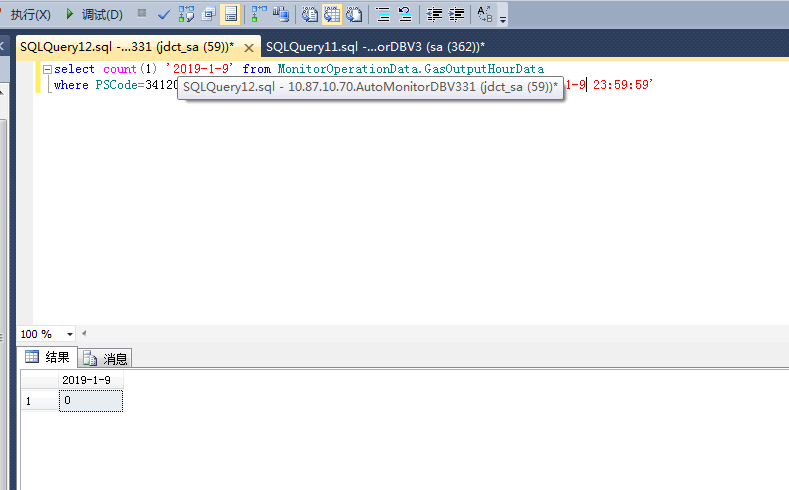 执行(X) 调试(D)
SQLQuery12.sql -...331 (jdct_sa (59))* SQLQuery11.sql -...orDBV3 (sa (362))*
select count(1) '2019-1-9' from MonitorOperationData.GasOutputHourData
where PSCode=34120 1-9 23:59:59'
SQLQuery12.sql - 10.87.10.70.AutoMonitorDBV331 (jdct_sa (59))*
100 %
结果 消息
2019-1-9
1 0